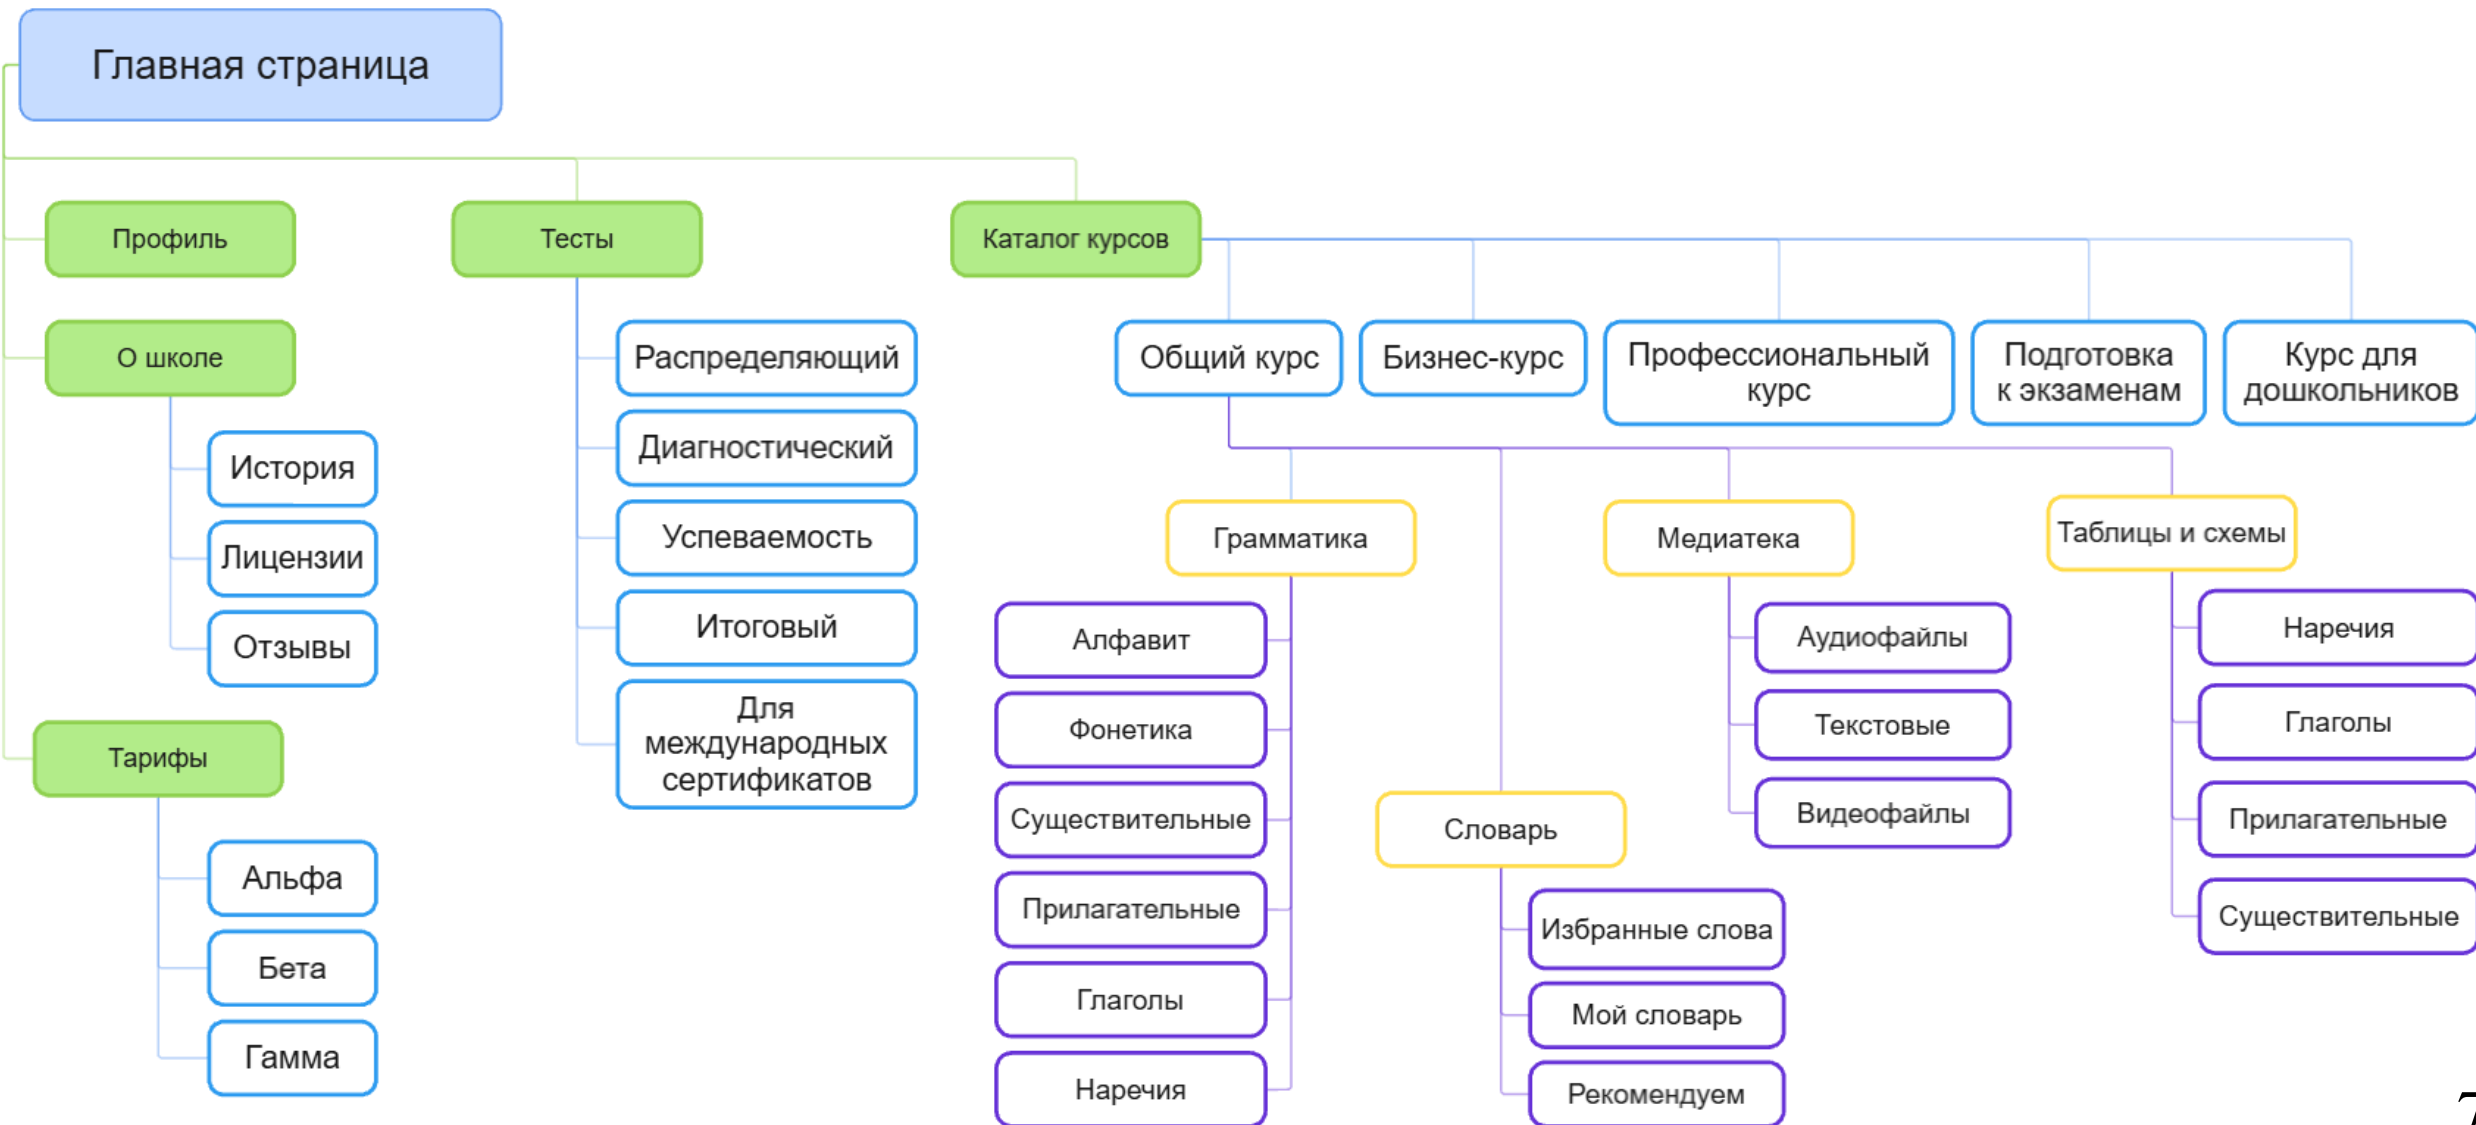 Главная страница
Профиль
О школе
История
Лицензии
Отзывы
Тарифы
Альфа
Бета
Гамма
Тесты
Распределяющий
Диагностический
Успеваемость
Итоговый
Для
международных
сертификатов
Каталог курсов
Общий курс
Бизнес-курс
Профессиональный
курс
Подготовка
к экзаменам
Курс для
дошкольников
Грамматика
Алфавит
Фонетика
Существительные
Прилагательные
Глаголы
Наречия
Словарь
Избранные слова
Мой словарь
Рекомендуем
Медиатека
Аудиофайлы
Текстовые
Видеофайлы
Таблицы и схемы
Наречия
Глаголы
Прилагательные
Существительные